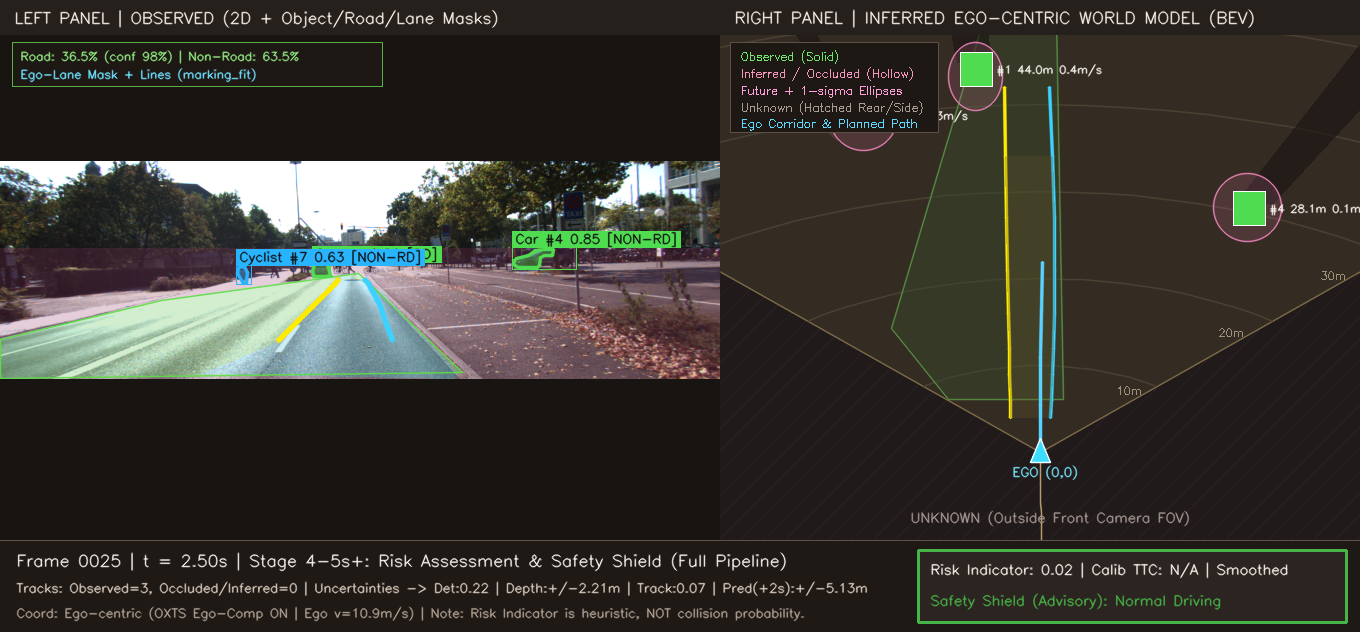 LEFT PANEL | OBSERVED (2D + Object/Road/Lane Masks)
Road: 36.5% (conf 98%) | Non-Road: 63.5%
Ego-Lane Mask + Lines (marking_fit)
Cyclist #7 0.63 [NON-RD]
D]
Car #4 0.85 [NON-RD]
TAXI
RIGHT PANEL | INFERRED EGO-CENTRIC WORLD MODEL (BEV)
Observed (Solid)
Inferred / Occluded (Hollow)
Future + 1-sigma Ellipses
Unknown (Hatched Rear/Side)
Ego Corridor & Planned Path
#1 44.0m 0.4m/s
3m/s
#4 28.1m 0.1m
30m
20m
10m
EGO (0,0)
UNKNOWN (Outside Front Camera FOV)
Frame 0025 | t = 2.50s | Stage 4-5s+: Risk Assessment & Safety Shield (Full Pipeline)
Tracks: Observed=3, Occluded/Inferred=0 | Uncertainties -> Det:0.22 | Depth:+/-2.21m | Track:0.07 | Pred(+2s):+/-5.13m
Coord: Ego-centric (OXTS Ego-Comp ON | Ego v=10.9m/s) | Note: Risk Indicator is heuristic, NOT collision probability.
Risk Indicator: 0.02 | Calib TTC: N/A | Smoothed
Safety Shield (Advisory): Normal Driving